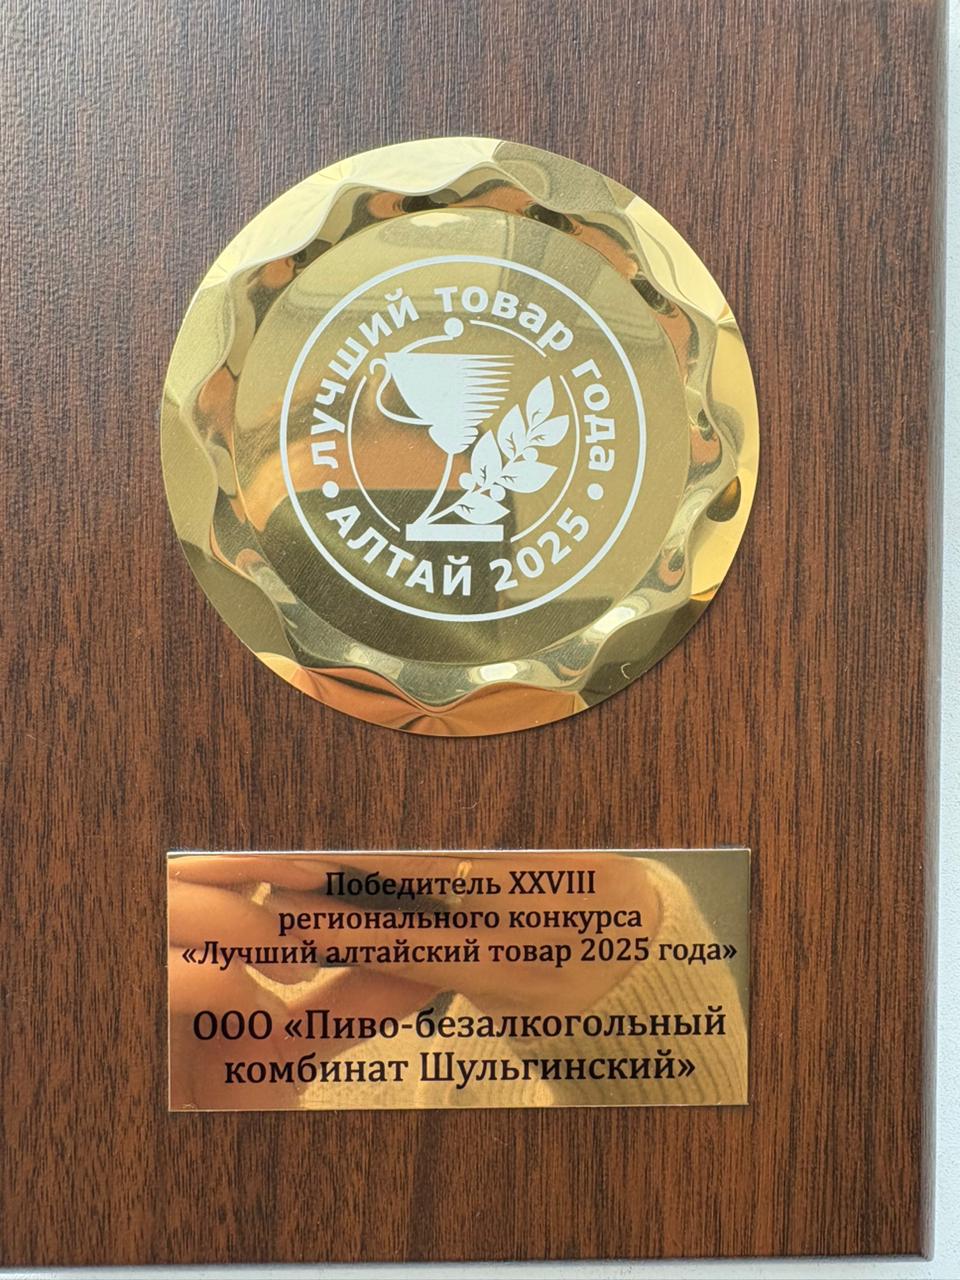 лучший товар года
АЛТАЙ 2025
Победитель XXVIII
регионального конкурса
«Лучший алтайский товар 2025 года»
ООО «Пиво-безалкогольный
комбинат Шульгинский»